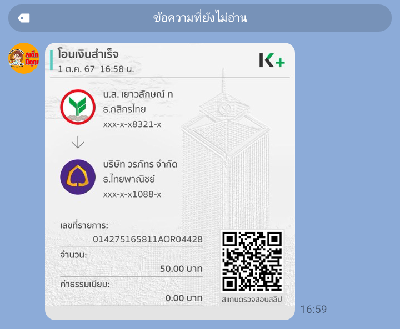 ข้อความที่ยังไม่อ่าน
โอนเงินสำเร็จ
1 ต.ค. 67 16:58 น.
K+
น.ส. เยาวลักษณ์ ท
ธ.กสิกรไทย
xxx-x-x8321-x
บริษัท วรภัทร จำกัด
ธ.ไทยพาณิชย์
xxx-x-x1088-x
เลขที่รายการ:
014275165811AOR04428
จำนวน:
50.00 บาท
ค่าธรรมเนียม:
0.00 บาท
สแกนตรวจสอบสลิป
16:59